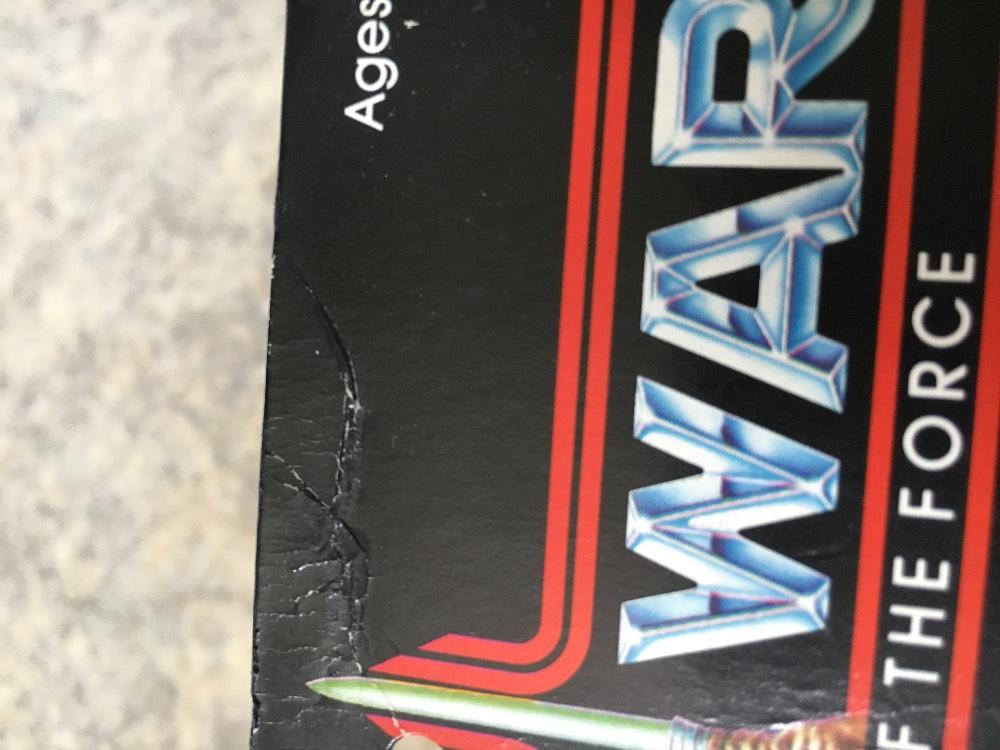 Ages
WAR
F THE FORCE